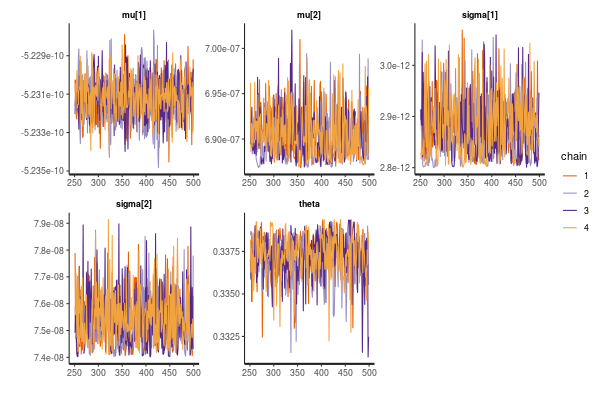 mu[1]
mu[2]
sigma[1]
-5.229e-10
-5.231e-10
-5.233e-10
-5.235e-10
250 300 350 400 450 500
7.00e-07
6.95e-07
6.90e-07
250 300 350 400 450 500
3.0e-12
2.9e-12
2.8e-12
250 300 350 400 450 500
sigma[2]
theta
7.9e-08
7.8e-08
7.7e-08
7.6e-08
7.5e-08
7.4e-08
250 300 350 400 450 500
0.3375
0.3350
0.3325
250 300 350 400 450 500
chain
1
2
3
4